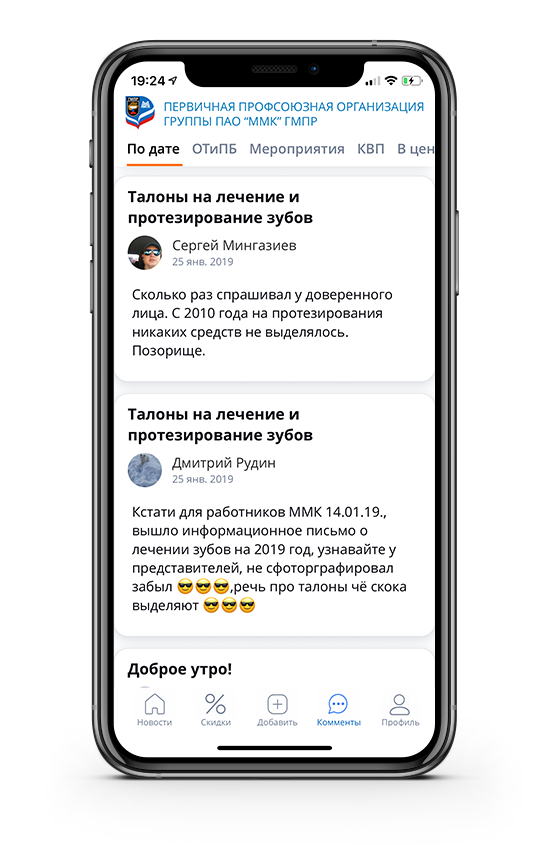 19:24
ПЕРВИЧНАЯ ПРОФСОЮЗНАЯ ОРГАНИЗАЦИЯ
ГРУППЫ ПАО “ММК” ГМПР
По дате ОТиПБ Мероприятия КВП В цен
Талоны на лечение и
протезирование зубов
Сергей Мингазиев
25 янв. 2019
Сколько раз спрашивал у доверенного
лица. С 2010 года на протезирования
никаких средств не выделялось.
Позорище.
Талоны на лечение и
протезирование зубов
Дмитрий Рудин
25 янв. 2019
Кстати для работников ММК 14.01.19.,
вышло информационное письмо о
лечении зубов на 2019 год, узнавайте у
представителей, не сфоторграфировал
забыл 😎😎😎,речь про талоны чё скока
выделяют 😎😎😎
Доброе утро!
Новости Скидки Добавить Комменты Профиль